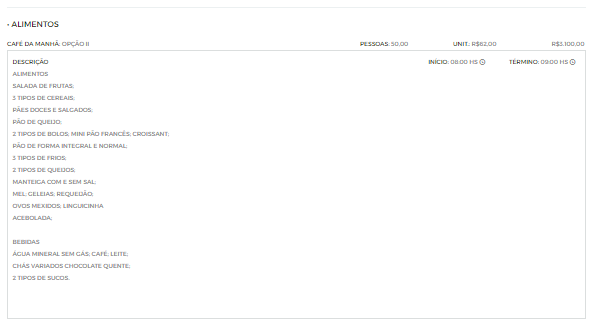 • ALIMENTOS
CAFÉ DA MANHÃ: OPÇÃO II PESSOAS: 50,00 UNIT.: R$62,00 R$3.100,00
DESCRIÇÃO INÍCIO: 08:00 HS TÉRMINO: 09:00 HS
ALIMENTOS
SALADA DE FRUTAS;
3 TIPOS DE CEREAIS;
PÃES DOCES E SALGADOS;
PÃO DE QUEIJO;
2 TIPOS DE BOLOS; MINI PÃO FRANCÊS; CROISSANT;
PÃO DE FORMA INTEGRAL E NORMAL;
3 TIPOS DE FRIOS;
2 TIPOS DE QUEIJOS;
MANTEIGA COM E SEM SAL;
MEL; GELEIAS; REQUEIJÃO;
OVOS MEXIDOS; LINGUICINHA
ACEBOLADA;
BEBIDAS
ÁGUA MINERAL SEM GÁS; CAFÉ; LEITE;
CHÁS VARIADOS CHOCOLATE QUENTE;
2 TIPOS DE SUCOS.